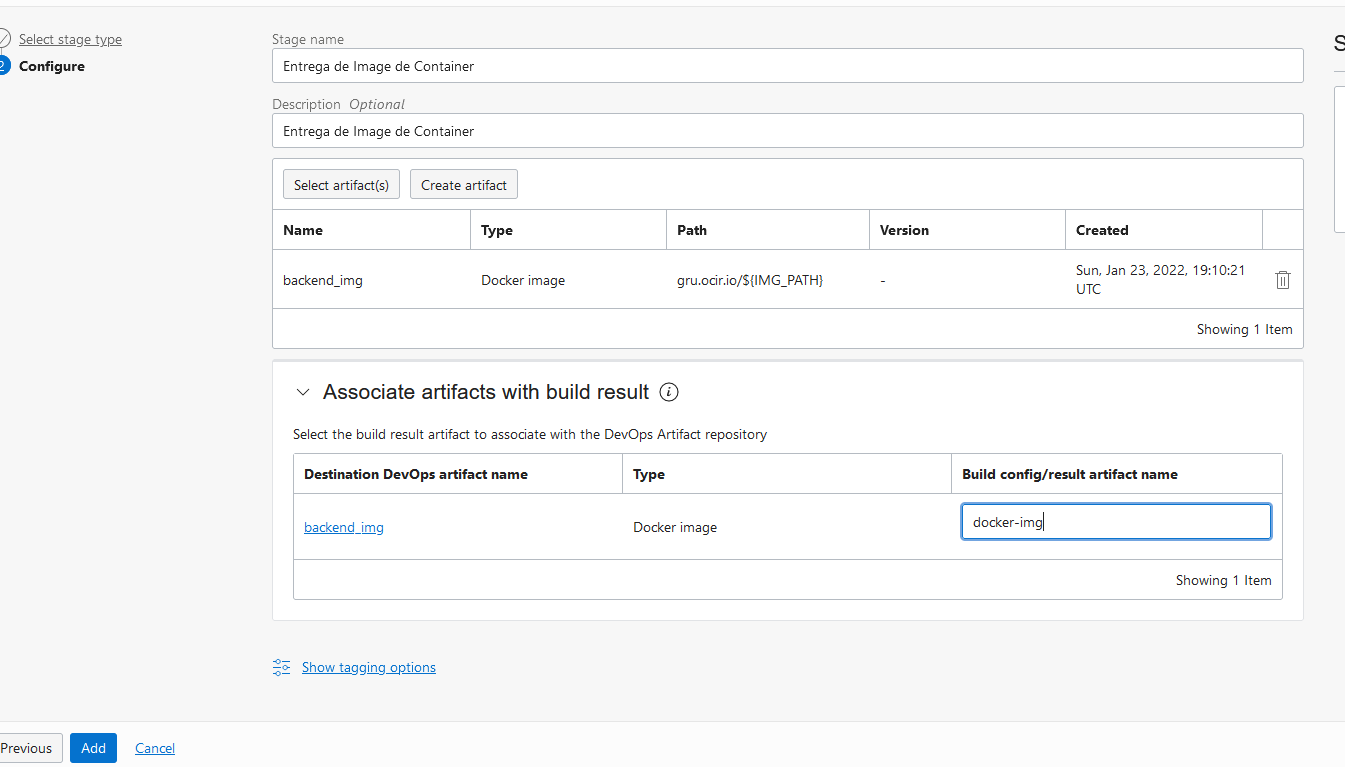 Select stage type
2 Configure
Stage name
Entrega de Image de Container
Description Optional
Entrega de Image de Container
Select artifact(s) Create artifact
Name Type Path Version Created
backend_img Docker image gru.ocir.io/${IMG_PATH} - Sun, Jan 23, 2022, 19:10:21
UTC
Showing 1 Item
Associate artifacts with build result i
Select the build result artifact to associate with the DevOps Artifact repository
Destination DevOps artifact name Type Build config/result artifact name
backend_img Docker image docker-img
Showing 1 Item
Show tagging options
Previous Add Cancel